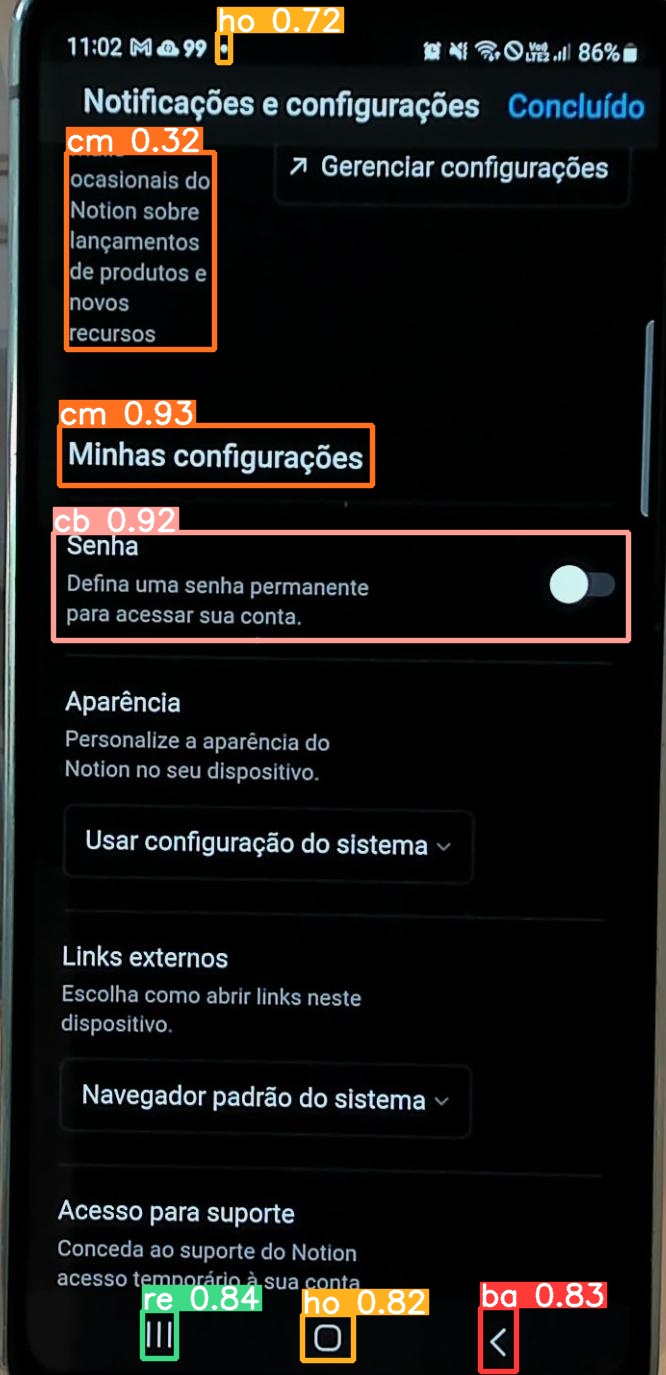 ho 0.72
11:02 M 99 • Vo) LTE2 86%
Notificações e configurações Concluído
cm 0.32
ocasionais do
Notion sobre
lançamentos
de produtos e
novos
recursos
Gerenciar configurações
cm 0.93
Minhas configurações
cb 0.92
Senha
Defina uma senha permanente
para acessar sua conta.
Aparência
Personalize a aparência do
Notion no seu dispositivo.
Usar configuração do sistema
Links externos
Escolha como abrir links neste
dispositivo.
Navegador padrão do sistema
Acesso para suporte
Conceda ao suporte do Notion
acesso temporário à sua conta
re 0.84
ho 0.82
ba 0.83